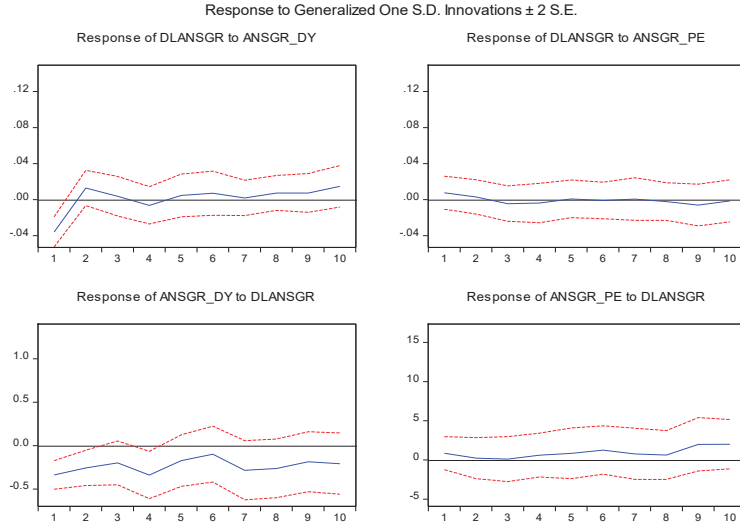 Response to Generalized One S.D. Innovations ± 2 S.E.
Response of DLANSGR to ANSGR_DY
.12
.08
.04
.00
-.04
1 2 3 4 5 6 7 8 9 10
Response of DLANSGR to ANSGR_PE
.12
.08
.04
.00
-.04
1 2 3 4 5 6 7 8 9 10
Response of ANSGR_DY to DLANSGR
1.0
0.5
0.0
-0.5
1 2 3 4 5 6 7 8 9 10
Response of ANSGR_PE to DLANSGR
15
10
5
0
-5
1 2 3 4 5 6 7 8 9 10